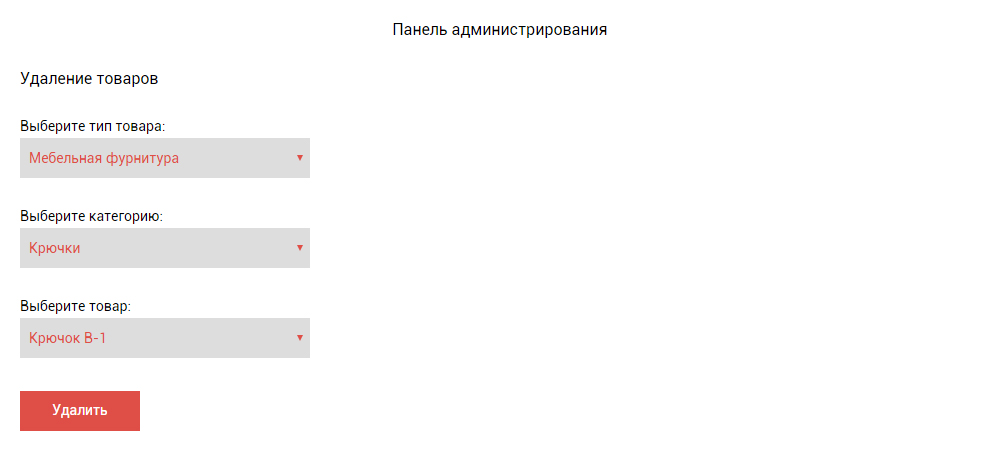 Панель администрирования
Удаление товаров
Выберите тип товара:
Мебельная фурнитура
Выберите категорию:
Крючки
Выберите товар:
Крючок В-1
Удалить